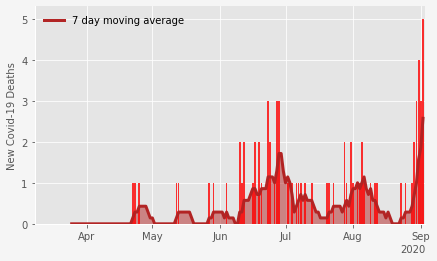 7 day moving average
New Covid-19 Deaths
5
4
3
2
1
0
Apr
May
Jun
Jul
Aug
Sep
2020